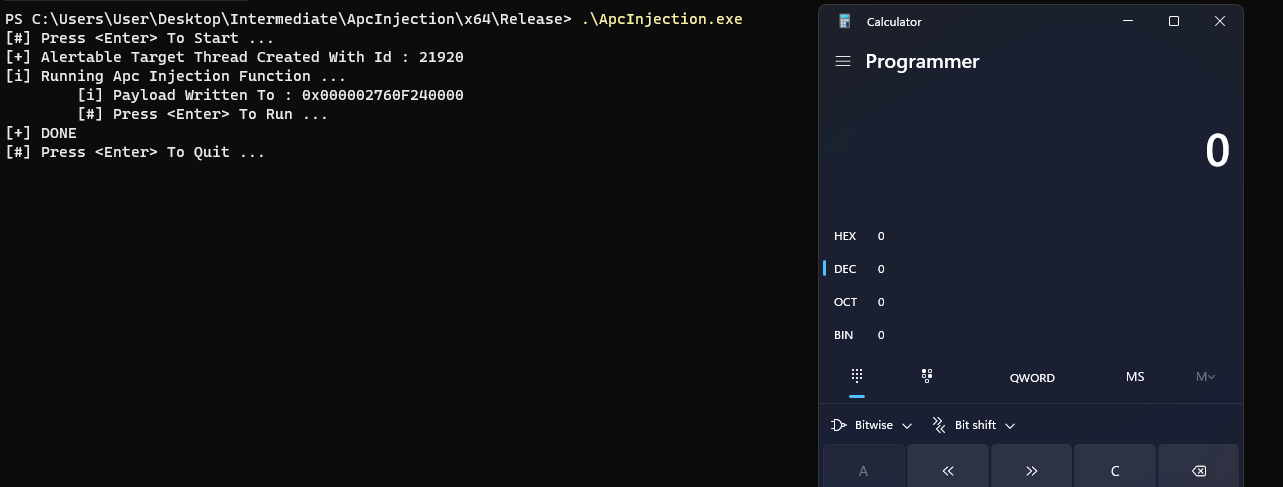 PS C:\Users\User\Desktop\Intermediate\ApcInjection\x64\Release> .\ApcInjection.exe
[#] Press <Enter> To Start ...
[+] Alertable Target Thread Created With Id : 21920
[i] Running Apc Injection Function ...
[i] Payload Written To : 0x000002760F240000
[#] Press <Enter> To Run ...
[+] DONE
[#] Press <Enter> To Quit ...
Calculator
Programmer
0
HEX 0
DEC 0
OCT 0
BIN 0
QWORD MS M
Bitwise Bit shift
A « » C